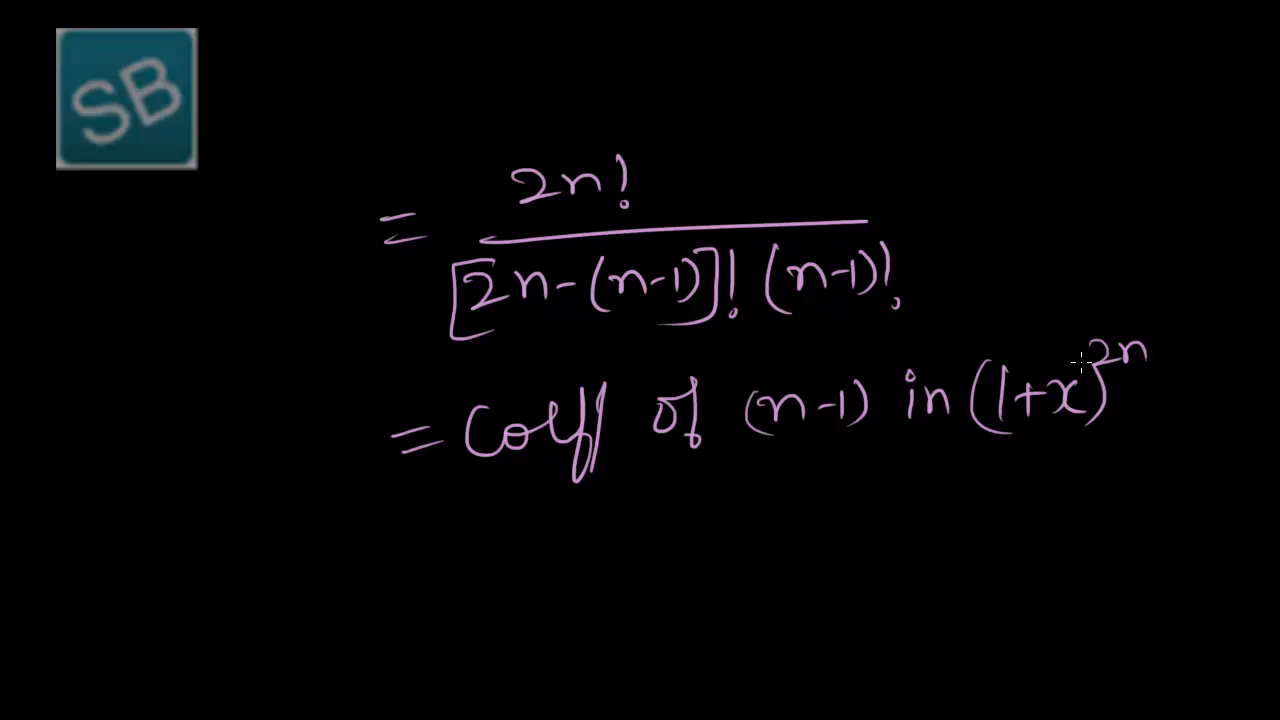 SB
= 2n!
[2n-(n-1)]! (n-1)!
= Coeff of (n-1) in (1+x)^2n